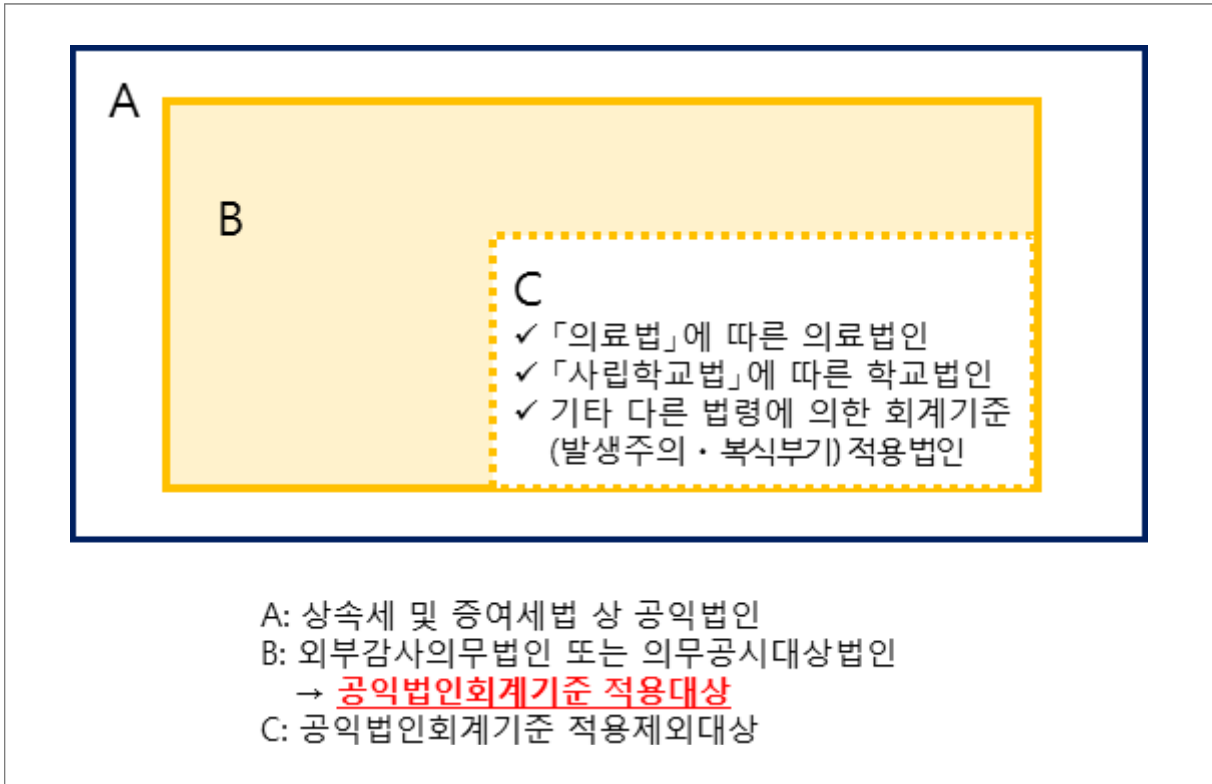 A
B
C
✓ 「의료법」에 따른 의료법인
✓ 「사립학교법」에 따른 학교법인
✓ 기타 다른 법령에 의한 회계기준
(발생주의・복식부기) 적용법인
A: 상속세 및 증여세법 상 공익법인
B: 외부감사의무법인 또는 의무공시대상법인
→ 공익법인회계기준 적용대상
C: 공익법인회계기준 적용제외대상